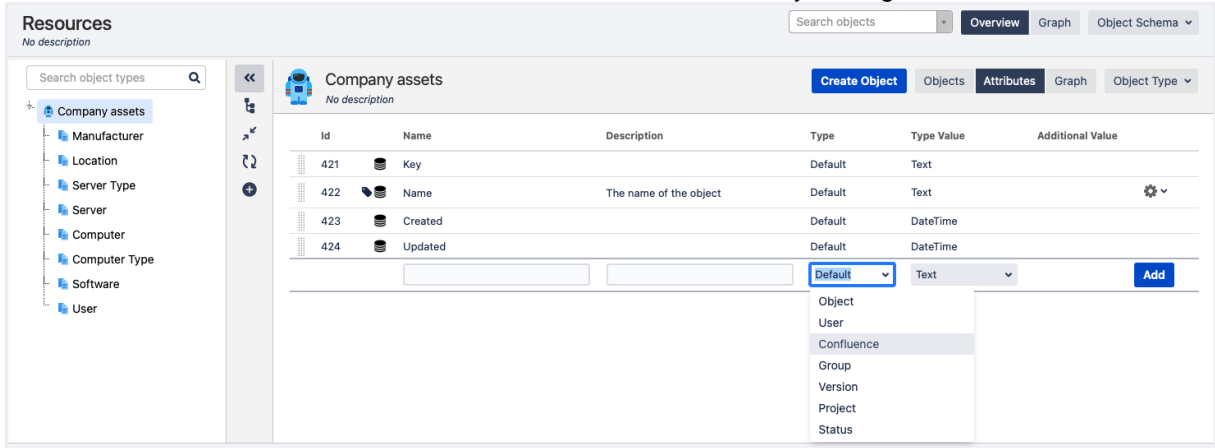 Resources
No description
Search objects
Overview Graph Object Schema
Search object types
Company assets
Manufacturer
Location
Server Type
Server
Computer
Computer Type
Software
User
Company assets
No description
Create Object Objects Attributes Graph Object Type
Id Name Description Type Type Value Additional Value
421 Key Default Text
422 Name The name of the object Default Text
423 Created Default DateTime
424 Updated Default DateTime
Default Text Add
Object
User
Confluence
Group
Version
Project
Status